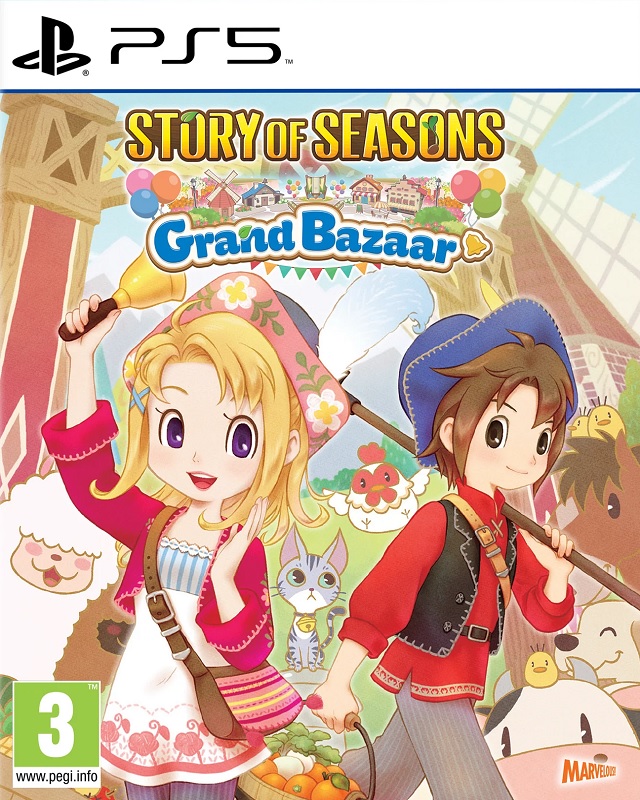 PS5
STORY OF SEASONS
Grand Bazaar
3
www.pegi.info
MARVELOUS!